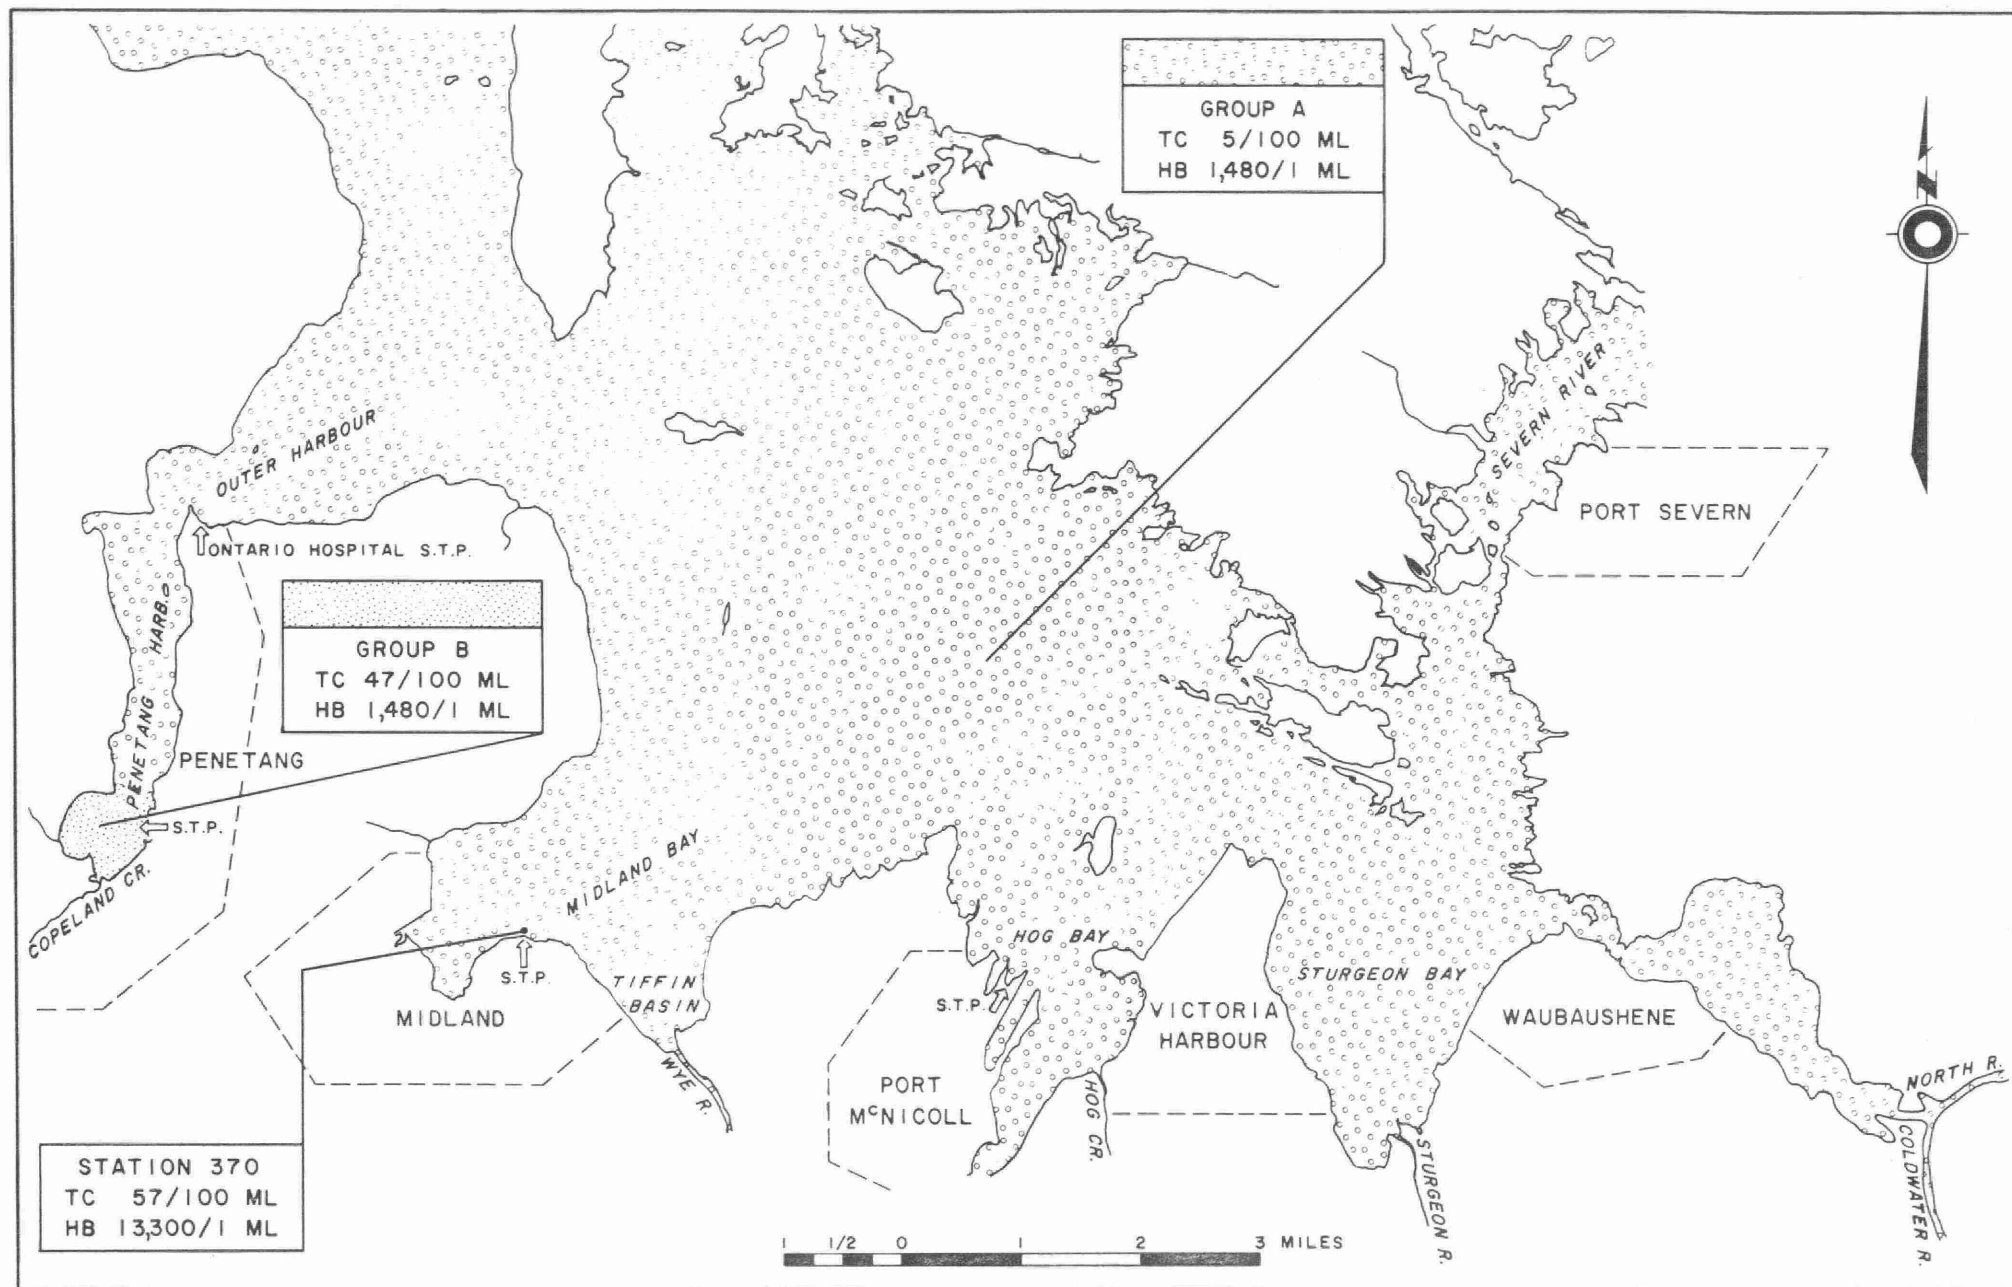 GROUP A
TC 5/100 ML
HB 1,480/1 ML
N
OUTER HARBOUR
SEVERN RIVER
PORT SEVERN
ONTARIO HOSPITAL S.T.P.
PENETANG HARB.
GROUP B
TC 47/100 ML
HB 1,480/1 ML
PENETANG
S.T.P.
COPELAND CR.
MIDLAND BAY
S.T.P.
MIDLAND
TIFFIN
BASIN
WYE R.
HOG BAY
S.T.P.
PORT
McNICOLL
HOG CR.
VICTORIA
HARBOUR
STURGEON BAY
STURGEON R.
WAUBAUSHENE
NORTH R.
COLDWATER R.
STATION 370
TC 57/100 ML
HB 13,300/1 ML
1 1/2 0 1 2 3 MILES